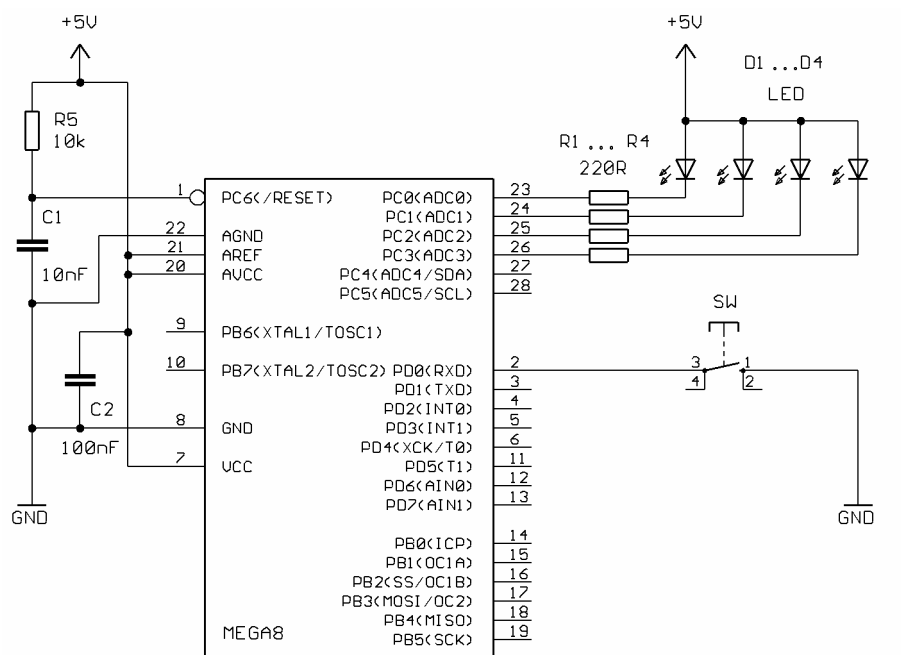 +5V
+5V
D1 ...D4
LED
R5
10k
R1 ... R4
220R
1 PC6(/RESET)
PC0(ADC0) 23
PC1(ADC1) 24
C1
22 AGND
PC2(ADC2) 25
21 AREF
PC3(ADC3) 26
10nF
20 AVCC
PC4(ADC4/SDA) 27
PC5(ADC5/SCL) 28
SW
9 PB6(XTAL1/TOSC1)
10 PB7(XTAL2/TOSC2)
PD0(RXD) 2
3 1
PD1(TXD) 3
4 2
PD2(INT0) 4
C2
8 GND
PD3(INT1) 5
100nF
PD4(XCK/T0) 6
7 VCC
PD5(T1) 11
PD6(AIN0) 12
PD7(AIN1) 13
GND
GND
PB0(ICP) 14
PB1(OC1A) 15
PB2(SS/OC1B) 16
PB3(MOSI/OC2) 17
PB4(MISO) 18
MEGA8
PB5(SCK) 19